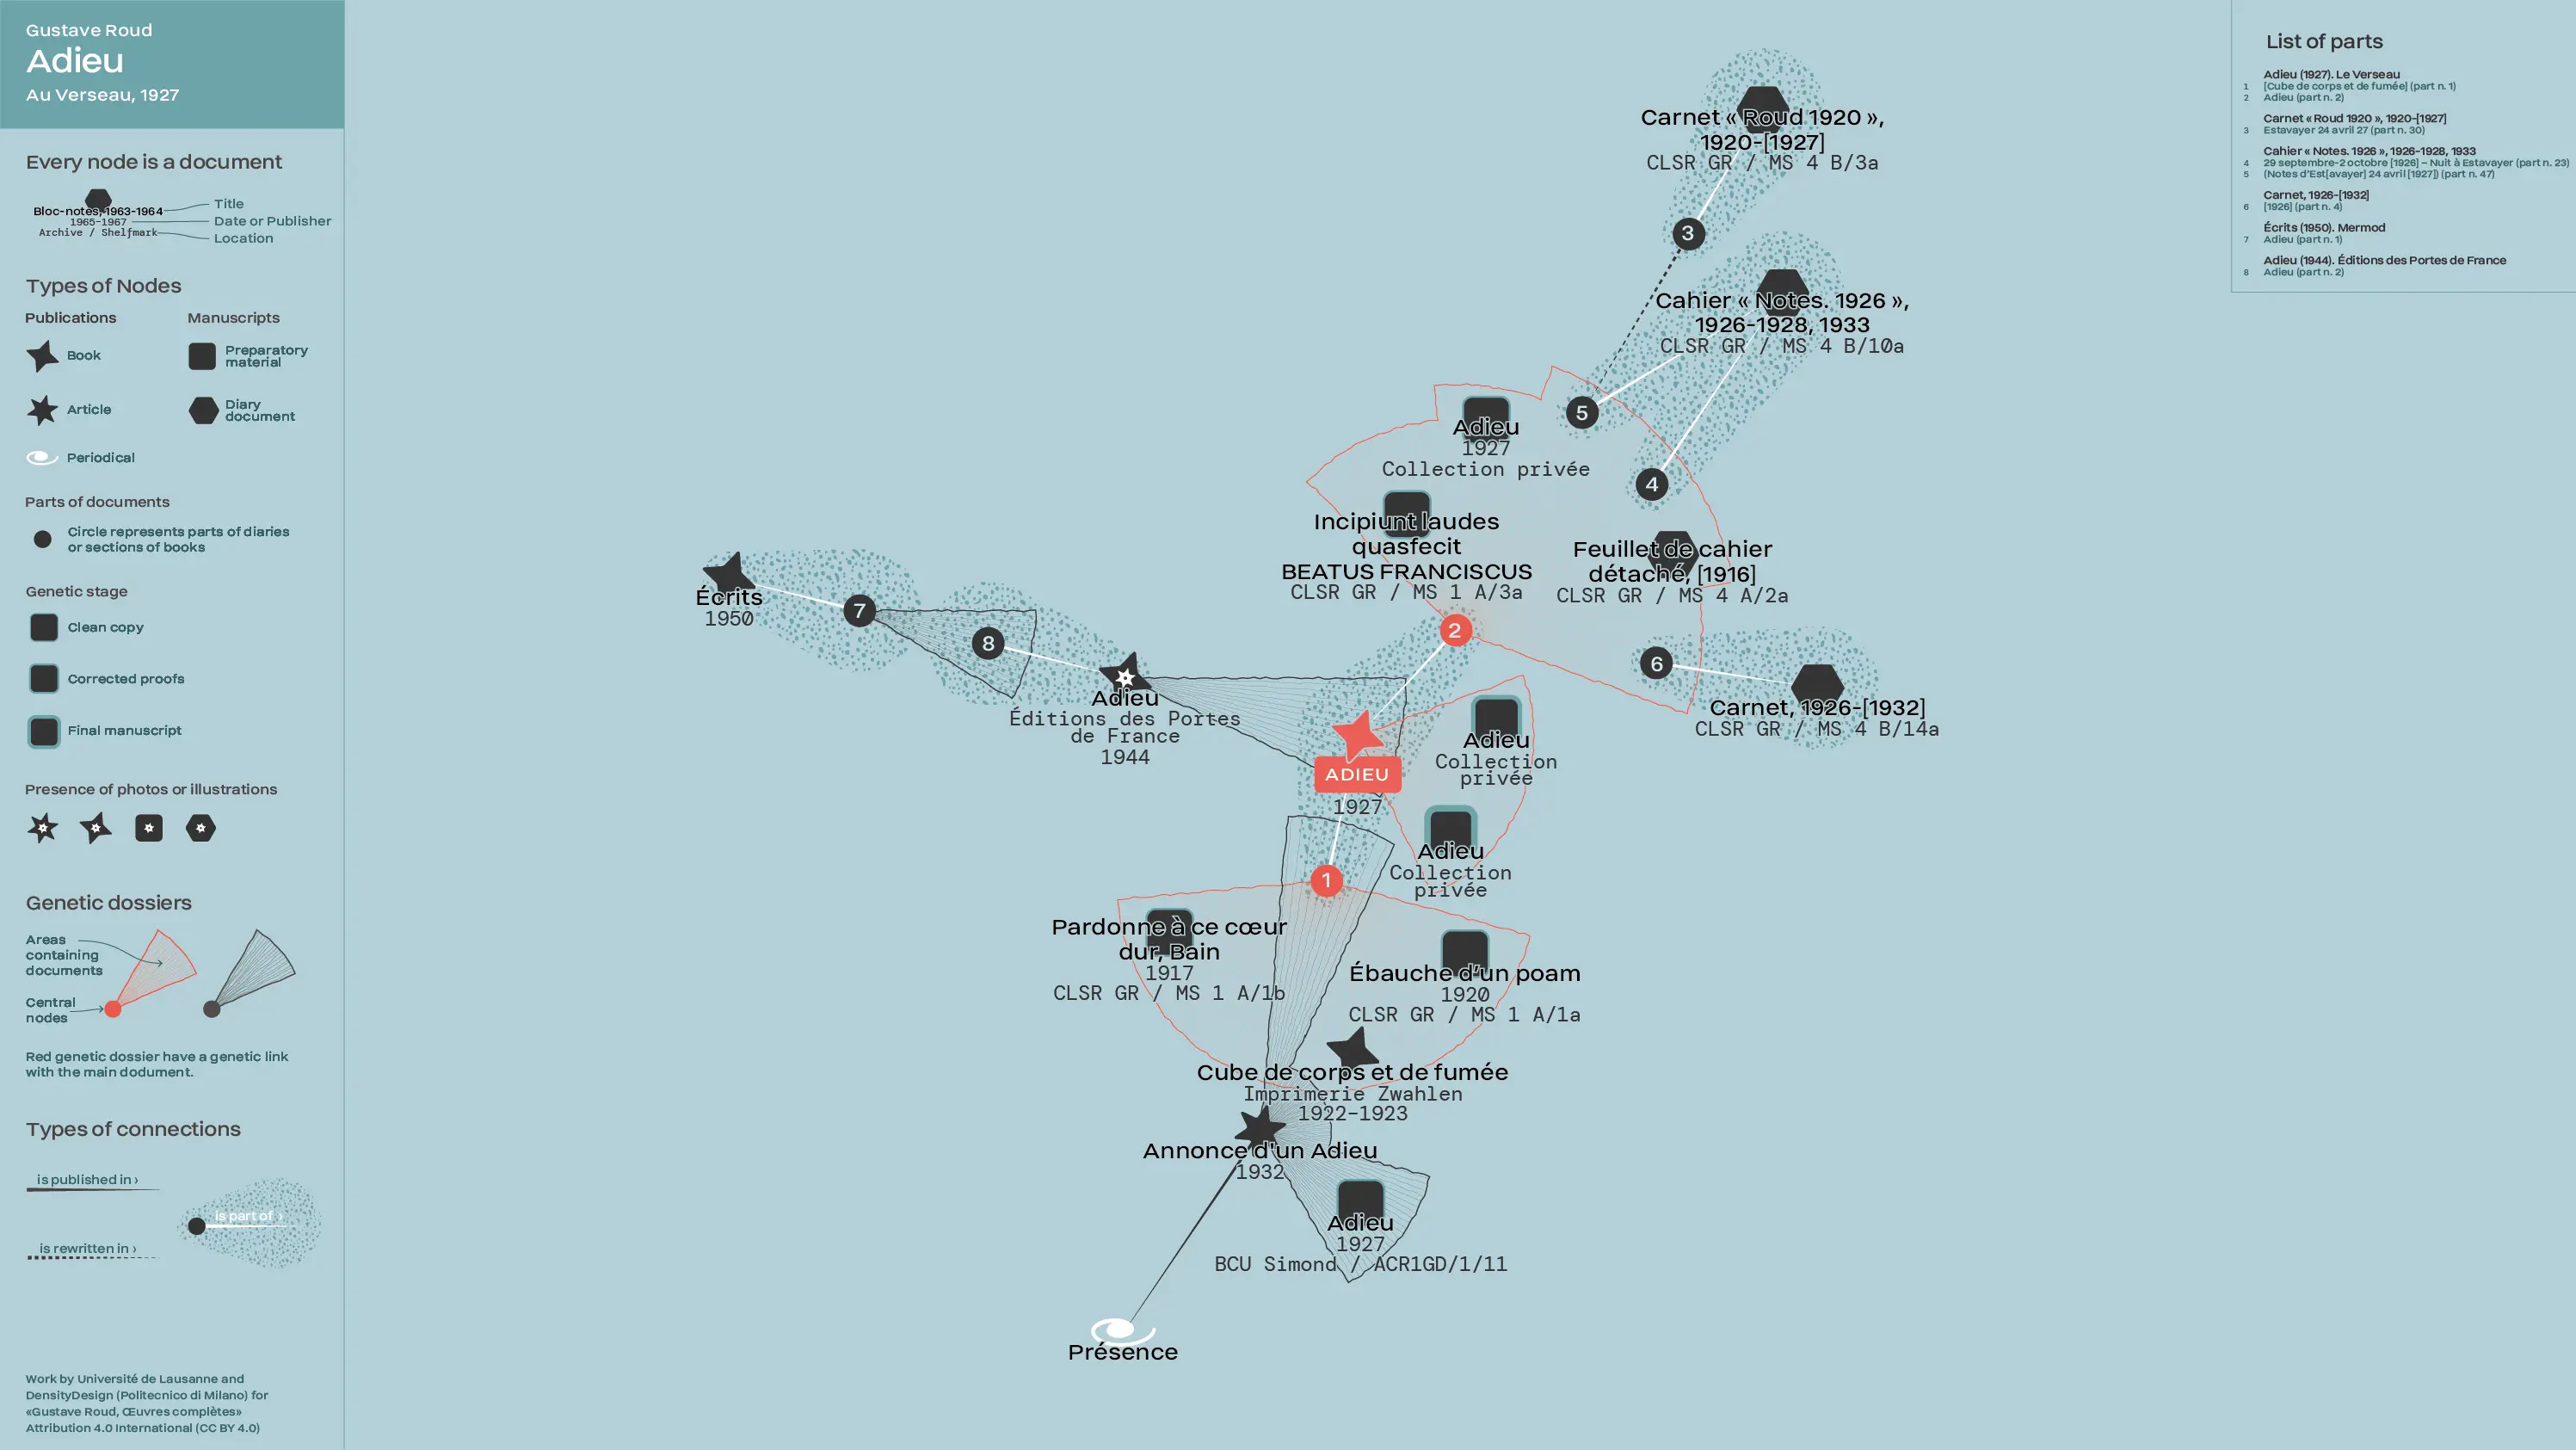 Gustave Roud
Adieu
Au Verseau, 1927
Every node is a document
Bloc-notes, 1963-1964
1965-1967
Archive / Shelfmark
Title
Date or Publisher
Location
Types of Nodes
Publications
Manuscripts
Book
Preparatory
material
Article
Diary
document
Periodical
Parts of documents
Circle represents parts of diaries
or sections of books
Genetic stage
Clean copy
Corrected proofs
Final manuscript
Presence of photos or illustrations
Genetic dossiers
Areas
containing
documents
Central
nodes
Red genetic dossier have a genetic link
with the main dodument.
Types of connections
is published in ›
is part of ›
is rewritten in ›
Work by Université de Lausanne and
DensityDesign (Politecnico di Milano) for
«Gustave Roud, Œuvres complètes»
Attribution 4.0 International (CC BY 4.0)
Carnet « Roud 1920 »,
1920-[1927]
CLSR GR / MS 4 B/3a
3
Cahier « Notes. 1926 »,
1926-1928, 1933
CLSR GR / MS 4 B/10a
5
4
Adieu
1927
Collection privée
Incipiunt laudes
quasfecit
BEATUS FRANCISCUS
CLSR GR / MS 1 A/3a
Feuillet de cahier
détaché, [1916]
CLSR GR / MS 4 A/2a
Écrits
1950
7
8
2
6
Carnet, 1926-[1932]
CLSR GR / MS 4 B/14a
Adieu
Éditions des Portes
de France
1944
ADIEU
1927
Adieu
Collection
privée
Adieu
Collection
privée
1
Pardonne à ce cœur
dur, Bain
1917
CLSR GR / MS 1 A/1b
Ébauche d'un poam
1920
CLSR GR / MS 1 A/1a
Cube de corps et de fumée
Imprimerie Zwahlen
1922-1923
Annonce d'un Adieu
1932
Adieu
1927
BCU Simond / ACR1GD/1/11
Présence
List of parts
Adieu (1927). Le Verseau
1 [Cube de corps et de fumée] (part n. 1)
2 Adieu (part n. 2)
Carnet « Roud 1920 », 1920-[1927]
3 Estavayer 24 avril 27 (part n. 30)
Cahier « Notes. 1926 », 1926-1928, 1933
4 29 septembre-2 octobre [1926] – Nuit à Estavayer (part n. 23)
5 (Notes d'Est[avayer] 24 avril [1927]) (part n. 47)
Carnet, 1926-[1932]
6 [1926] (part n. 4)
Écrits (1950). Mermod
7 Adieu (part n. 1)
Adieu (1944). Éditions des Portes de France
8 Adieu (part n. 2)